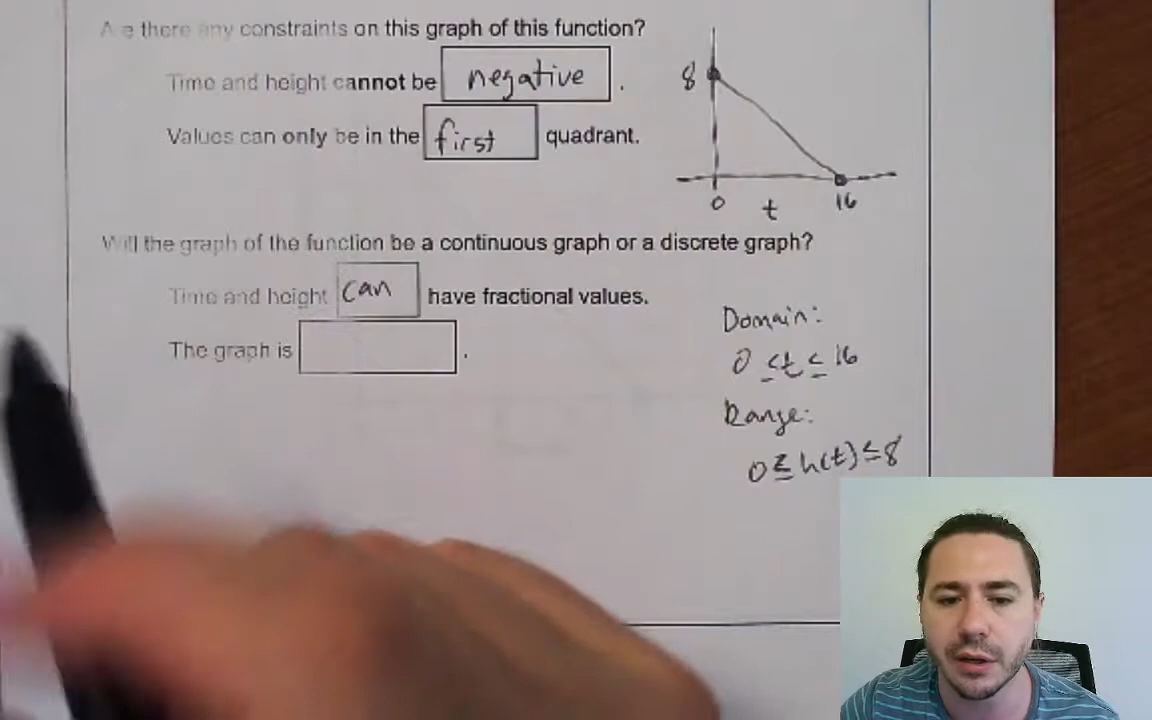 Are there any constraints on this graph of this function?
Time and height cannot be negative .
Values can only be in the first quadrant.
8
0 t 16
Will the graph of the function be a continuous graph or a discrete graph?
Time and height can have fractional values.
The graph is .
Domain:
0 ≤ t ≤ 16
Range:
0 ≤ h(t) ≤ 8